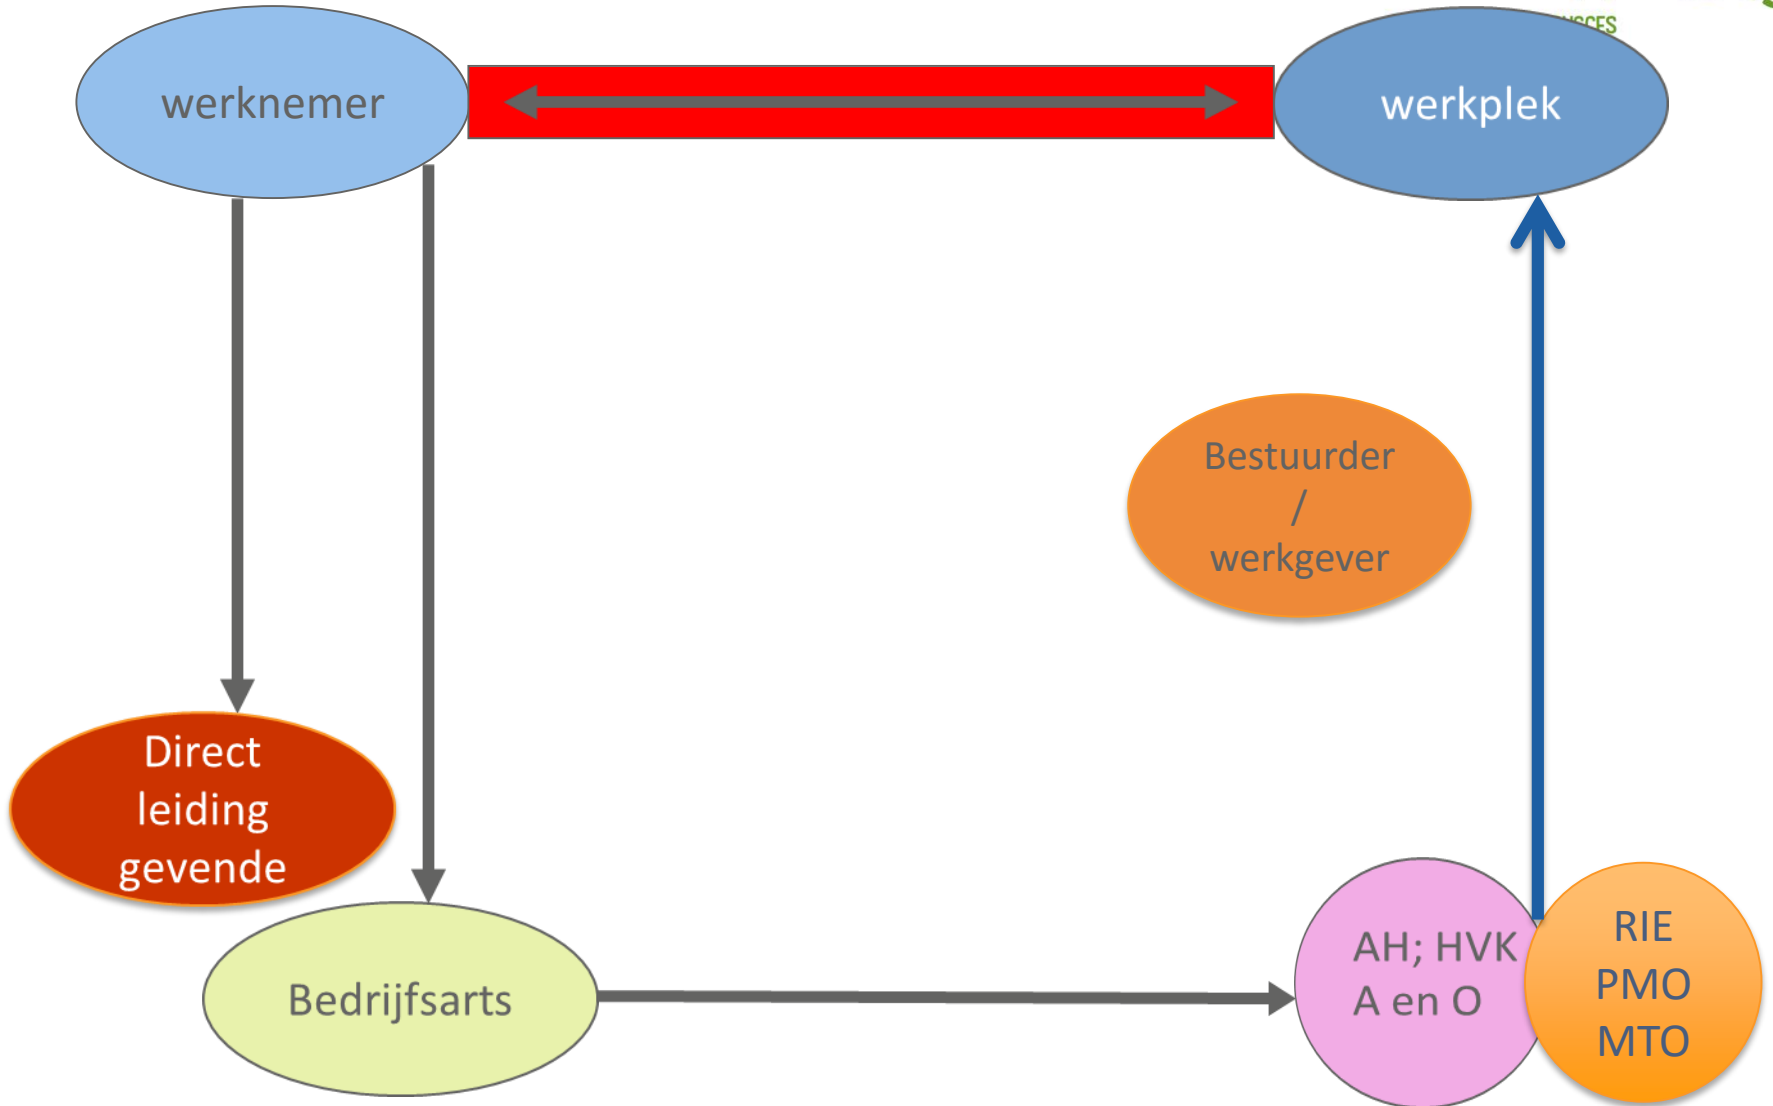 werknemer
werkplek
Bestuurder
/
werkgever
Direct
leiding
gevende
Bedrijfsarts
AH; HVK
A en O
RIE
PMO
MTO